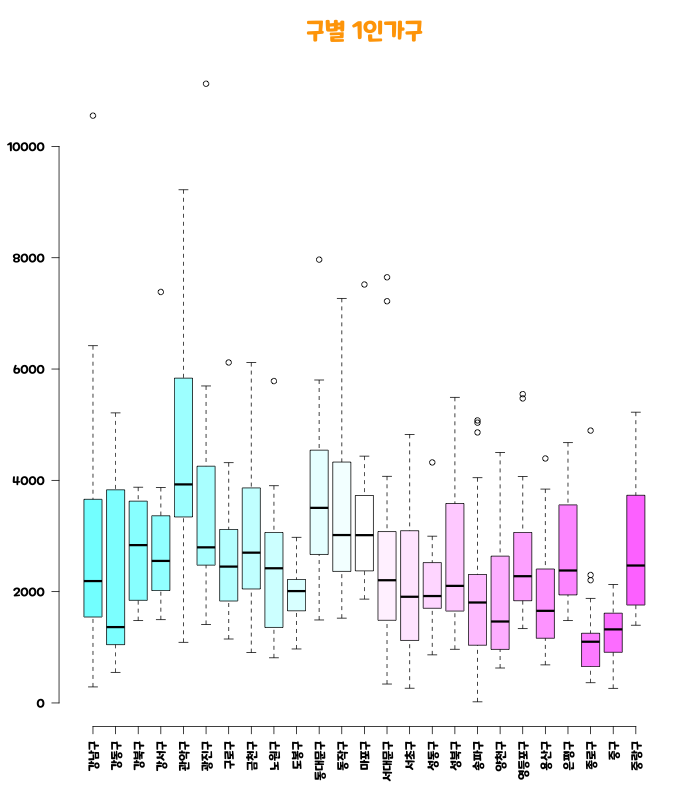 구별 1인가구
10000
8000
6000
4000
2000
0
강남구
강동구
강북구
강서구
관악구
광진구
구로구
금천구
노원구
도봉구
동대문구
동작구
마포구
서대문구
서초구
성동구
성북구
송파구
양천구
영등포구
용산구
은평구
종로구
중구
중랑구